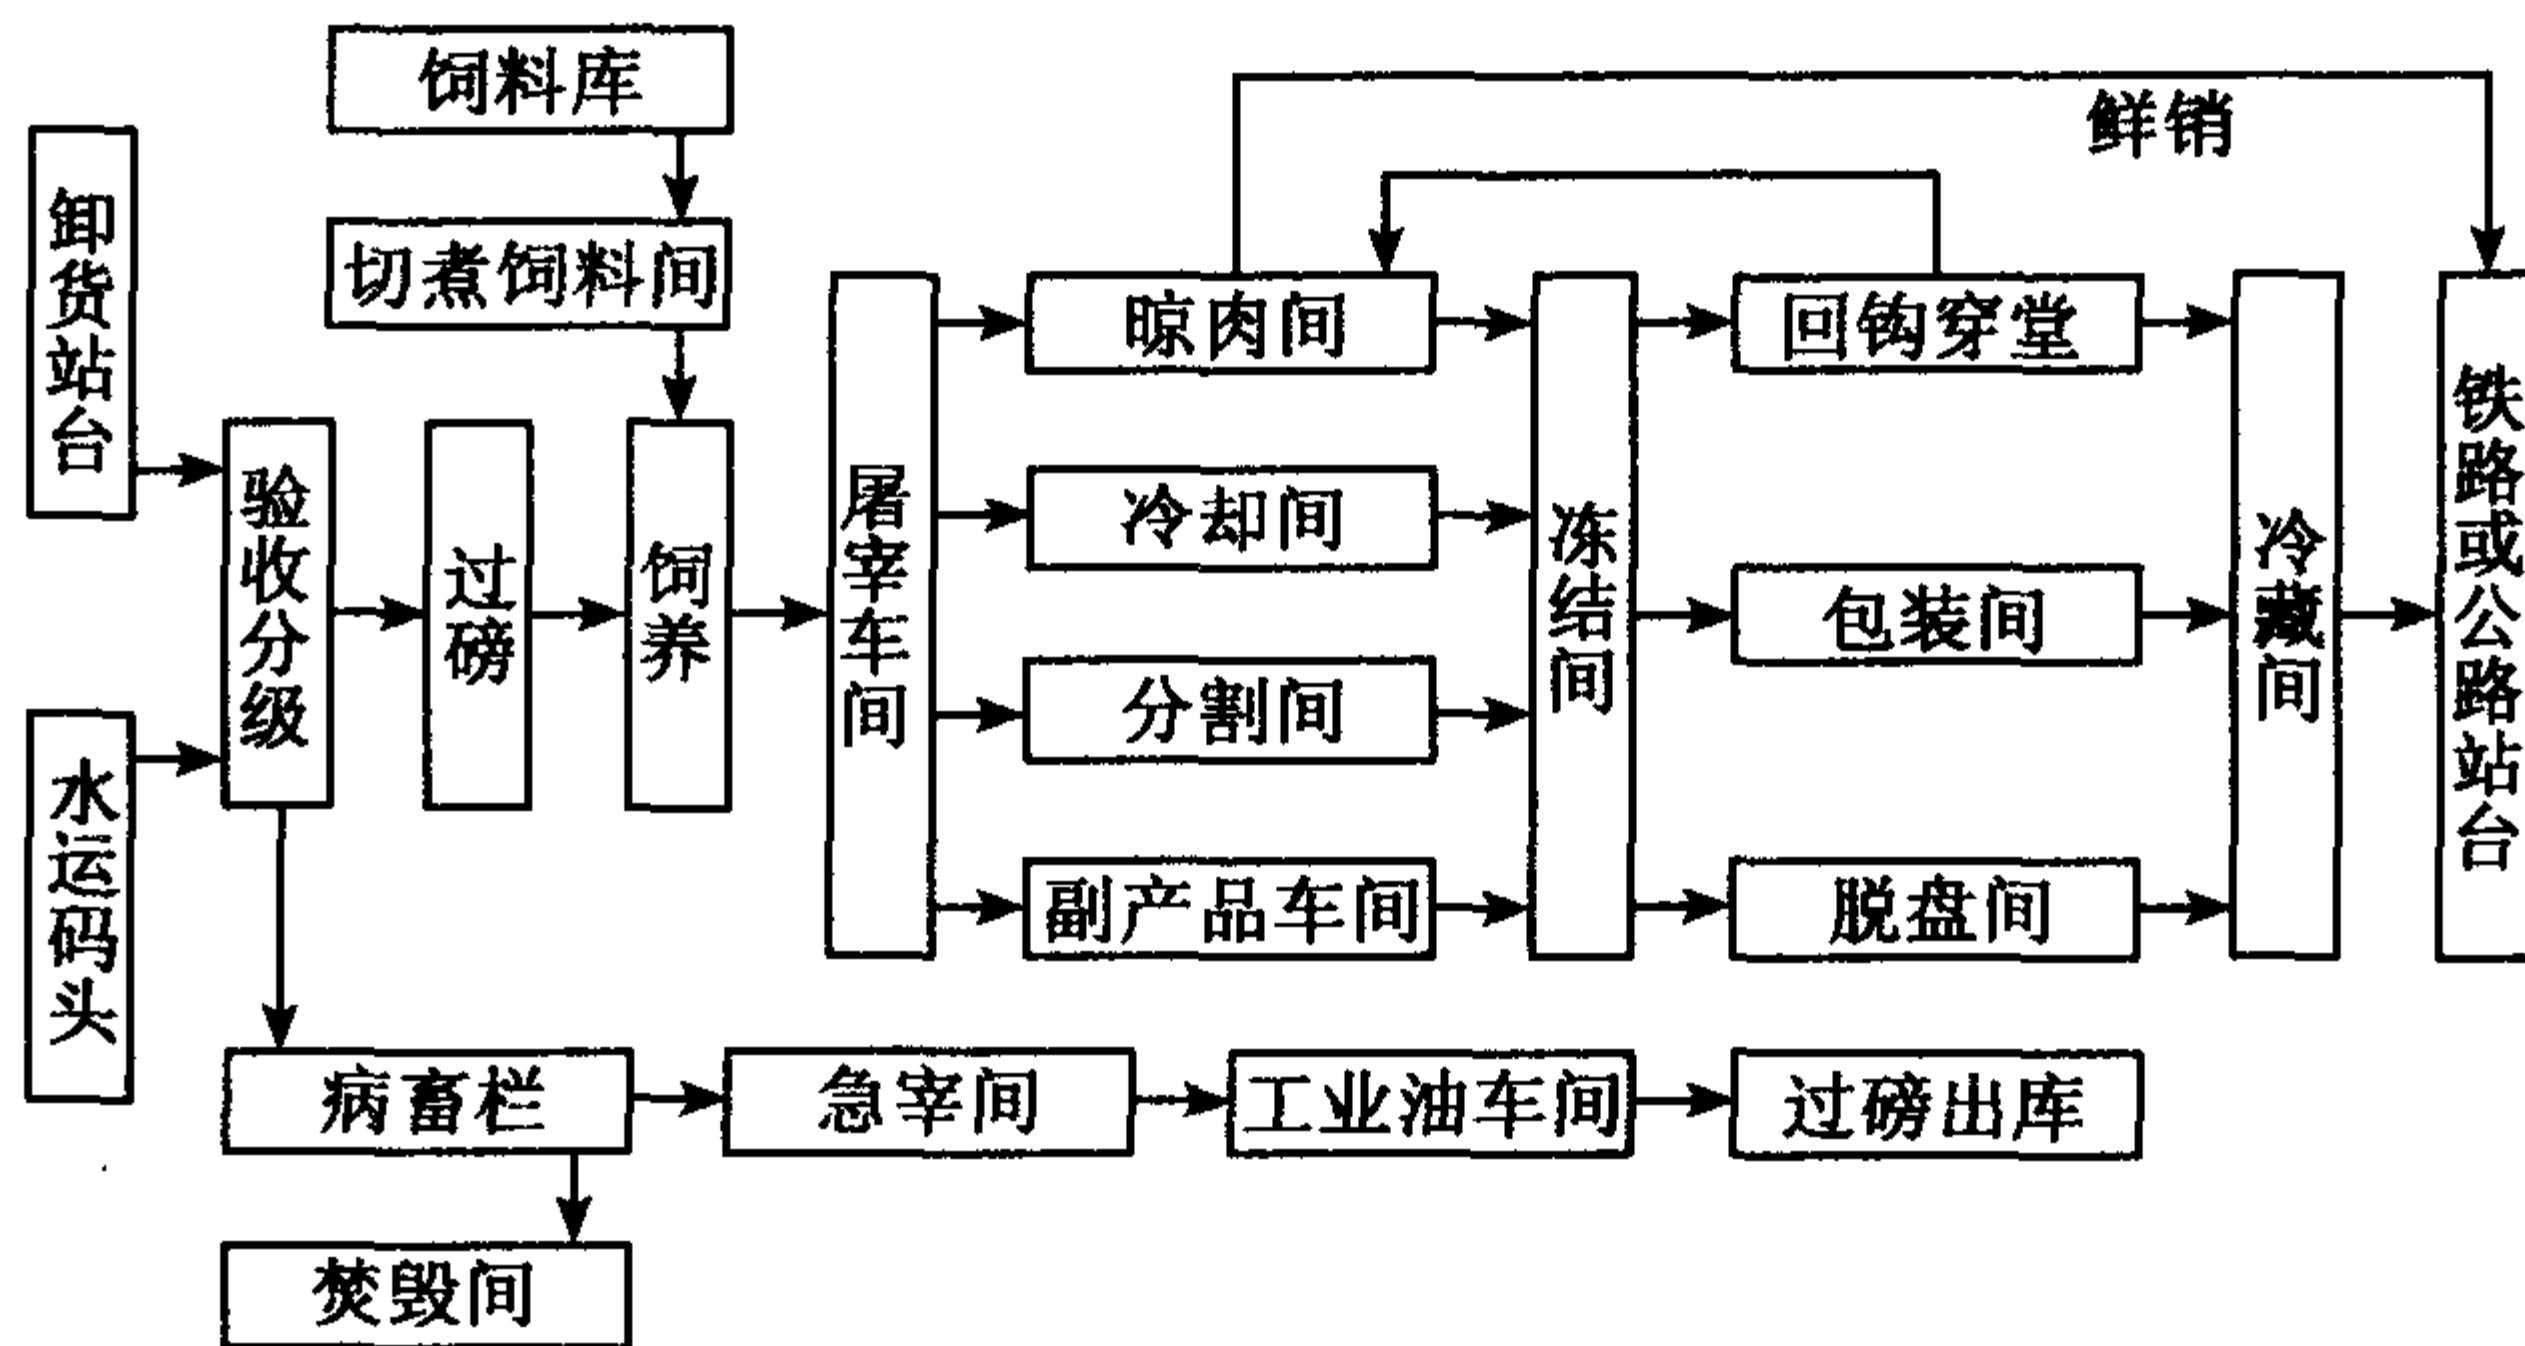 饲料库
鲜销
卸货站台
切煮饲料间
晾肉间
回钩穿堂
铁路或公路站台
验收分级
过磅
饲养
屠宰车间
冷却间
冻结间
包装间
冷藏间
分割间
水运码头
副产品车间
脱盘间
病畜栏
急宰间
工业油车间
过磅出库
焚毁间